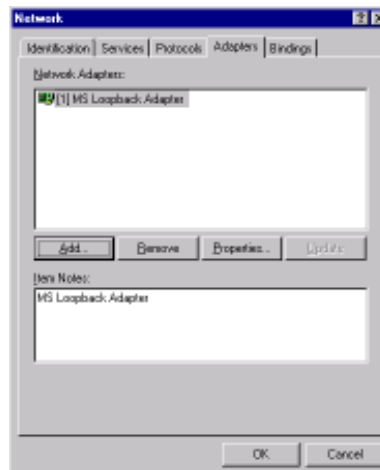 Network
Identification Services Protocols Adapters Bindings
Network Adapters:
[1] MS Loopback Adapter
Add... Remove Properties... Update
Item Notes:
MS Loopback Adapter
OK Cancel